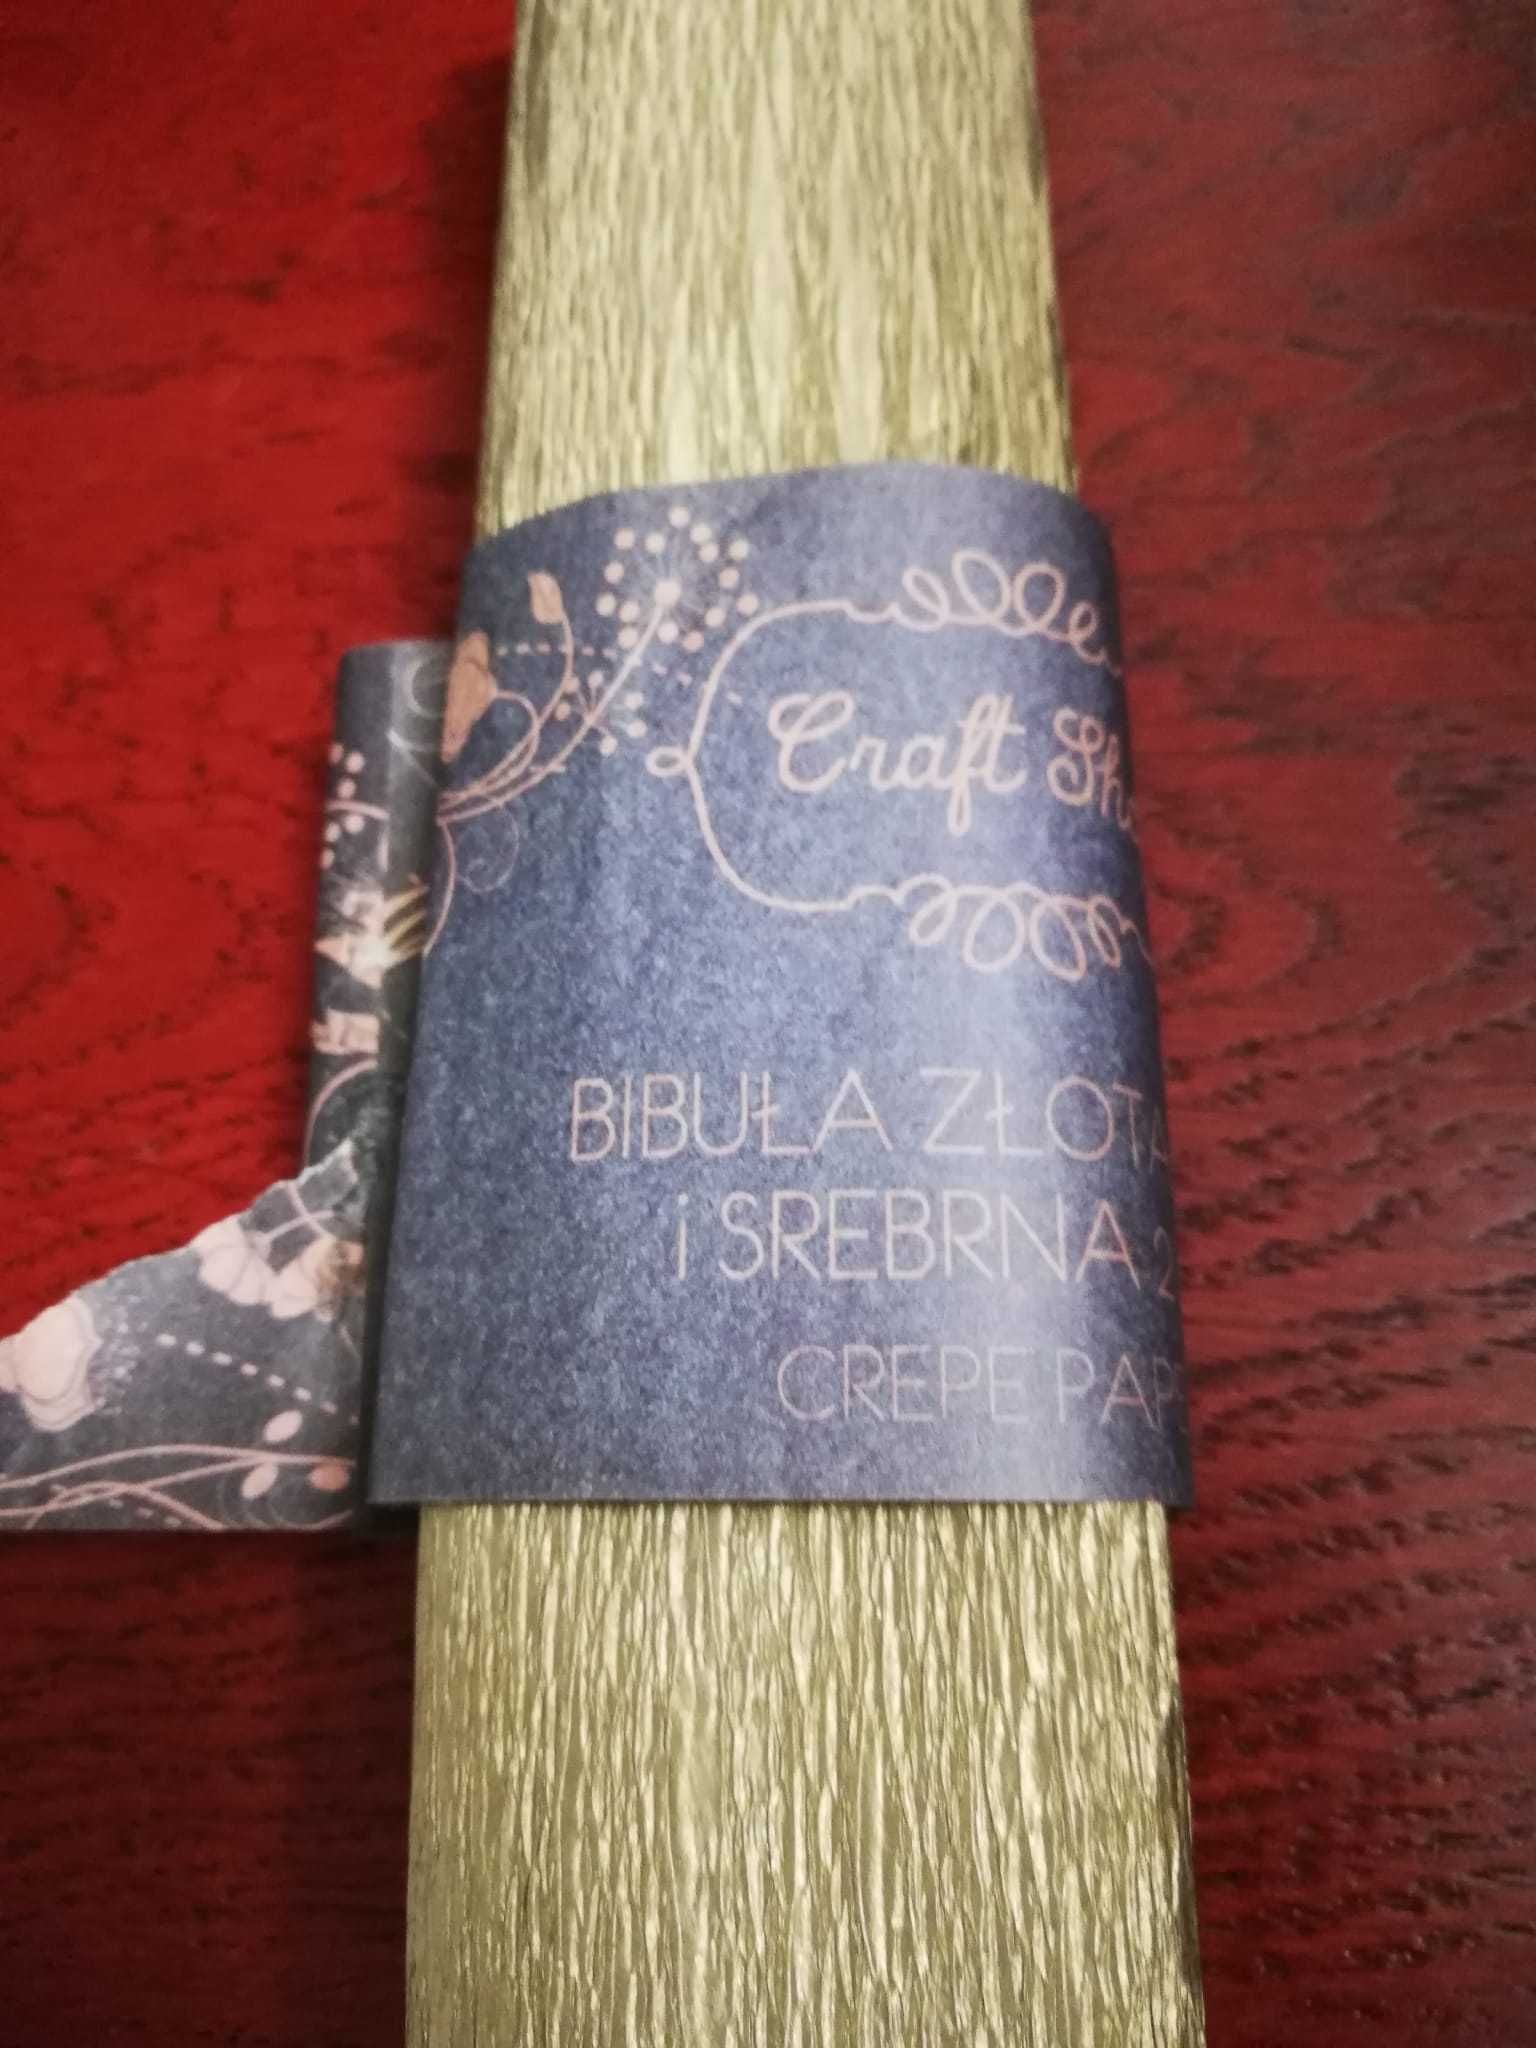 Craft Sh
BIBUŁA ZŁOTA
i SREBRNA 2
CREPE PAP